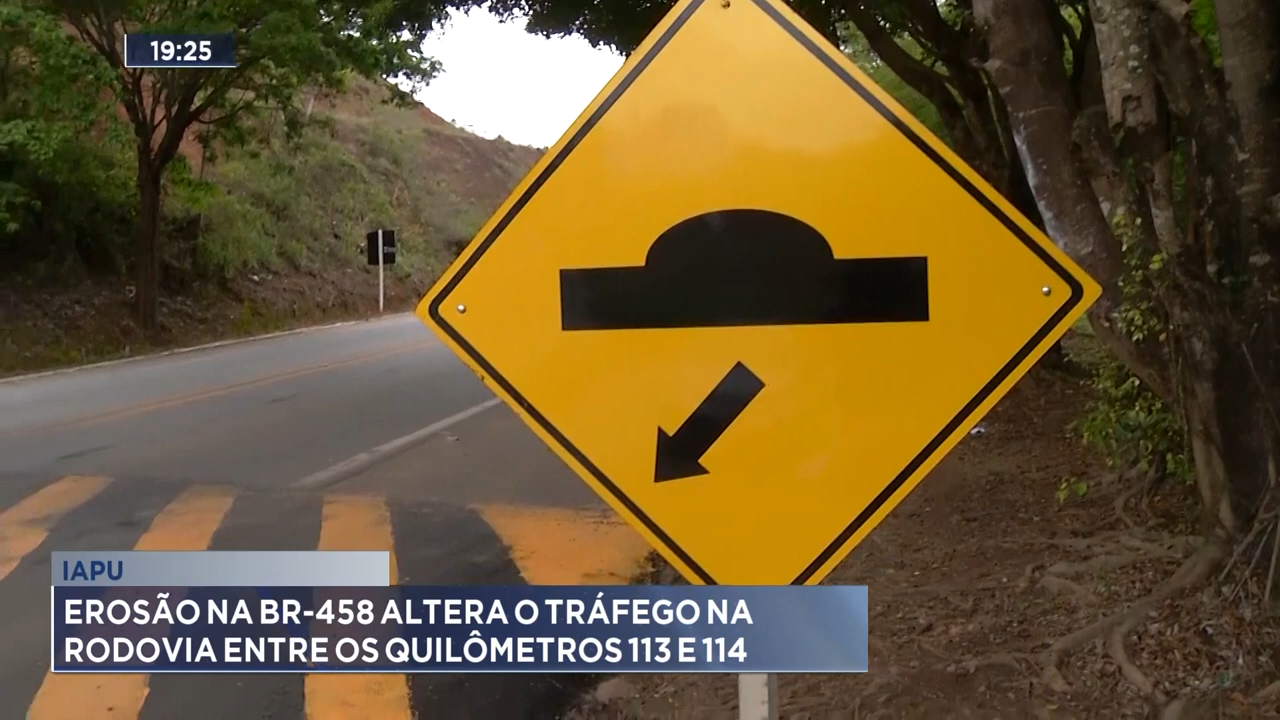 19:25
IAPU
EROSÃO NA BR-458 ALTERA O TRÁFEGO NA
RODOVIA ENTRE OS QUILÔMETROS 113 E 114